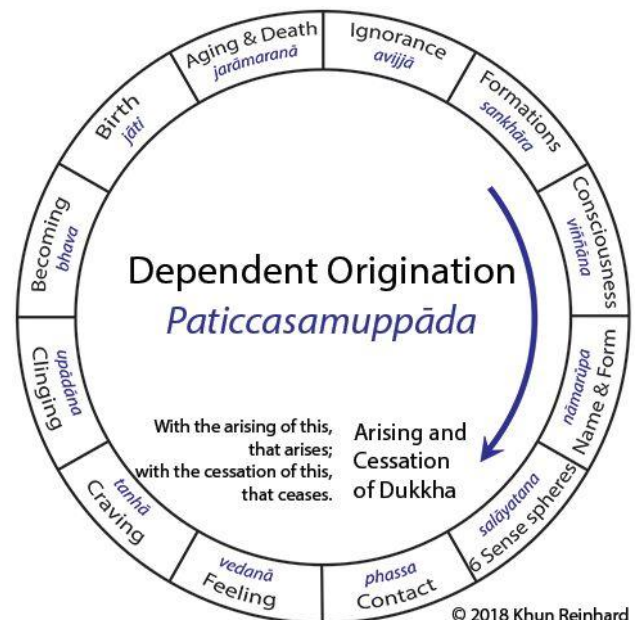 Ignorance
avijjā
Formations
sankhāra
Consciousness
viññāna
Name & Form
nāmarūpa
6 Sense spheres
salāyatana
Contact
phassa
Feeling
vedanā
Craving
tanhā
Clinging
upādāna
Becoming
bhava
Birth
jāti
Aging & Death
jarāmaranā
Dependent Origination
Paticcasamuppāda
With the arising of this,
that arises;
with the cessation of this,
that ceases.
Arising and
Cessation
of Dukkha
© 2018 Khun Reinhard